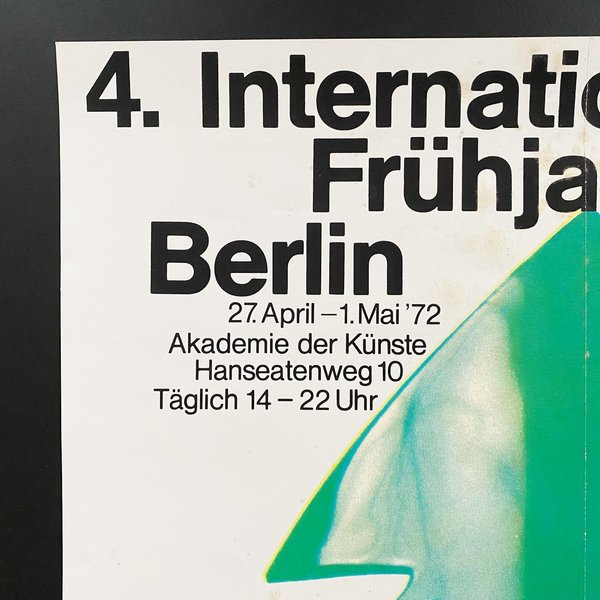 4. Internatio
Frühja
Berlin
27. April – 1. Mai '72
Akademie der Künste
Hanseatenweg 10
Täglich 14 – 22 Uhr